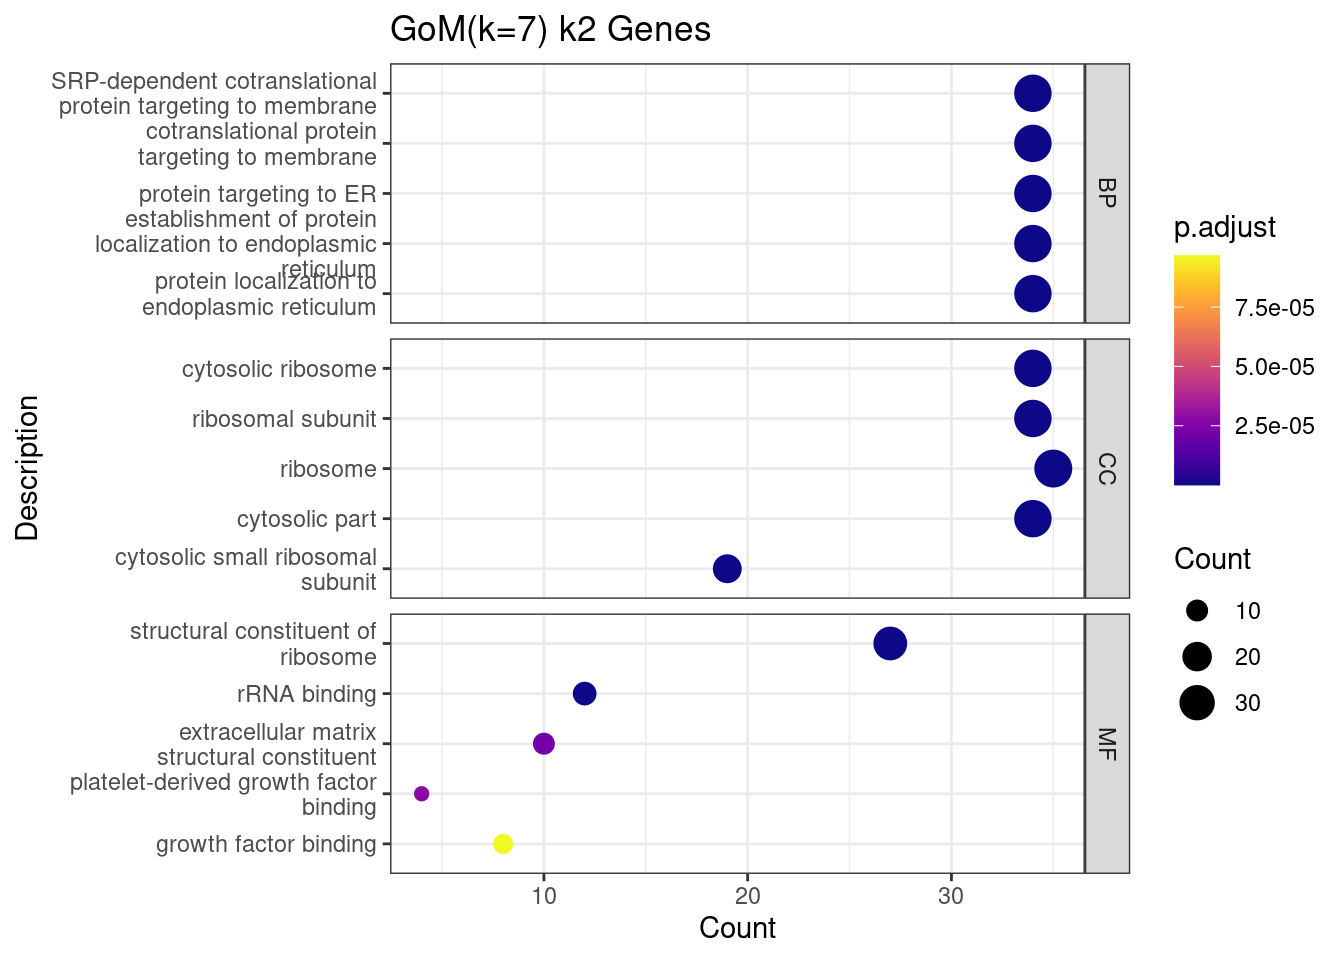 GoM(k=7) k2 Genes
SRP-dependent cotranslational
protein targeting to membrane
cotranslational protein
targeting to membrane
protein targeting to ER
establishment of protein
localization to endoplasmic
reticulum
protein localization to
endoplasmic reticulum
BP
cytosolic ribosome
ribosomal subunit
ribosome
cytosolic part
cytosolic small ribosomal
subunit
CC
structural constituent of
ribosome
rRNA binding
extracellular matrix
structural constituent
platelet-derived growth factor
binding
growth factor binding
MF
10
20
30
Count
Description
p.adjust
7.5e-05
5.0e-05
2.5e-05
Count
10
20
30